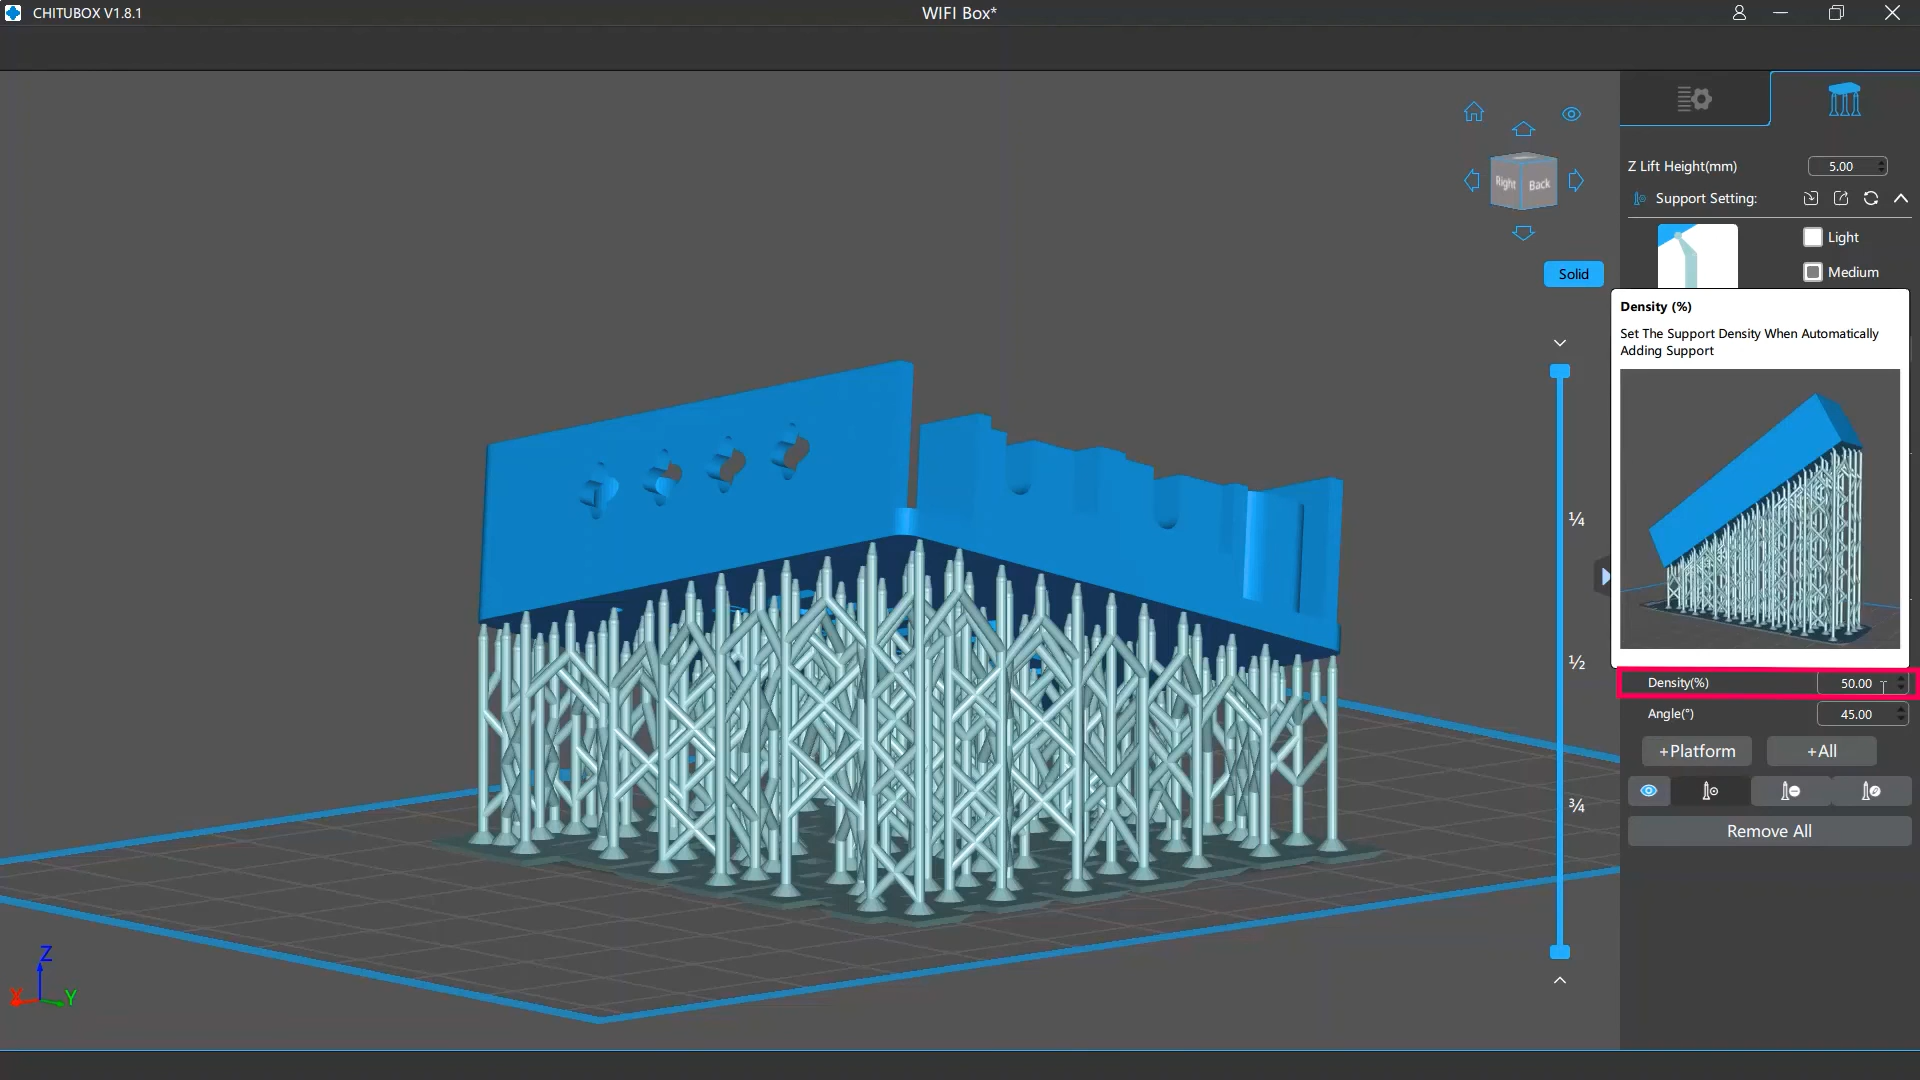 CHITUBOX V1.8.1
WIFI Box*
Z Lift Height(mm)
5.00
Support Setting:
Right
Back
Light
Solid
Medium
Density (%)
Set The Support Density When Automatically
Adding Support
¼
½
¾
Density(%)
50.00
Angle(°)
45.00
+Platform
+All
Remove All
Z
X
Y